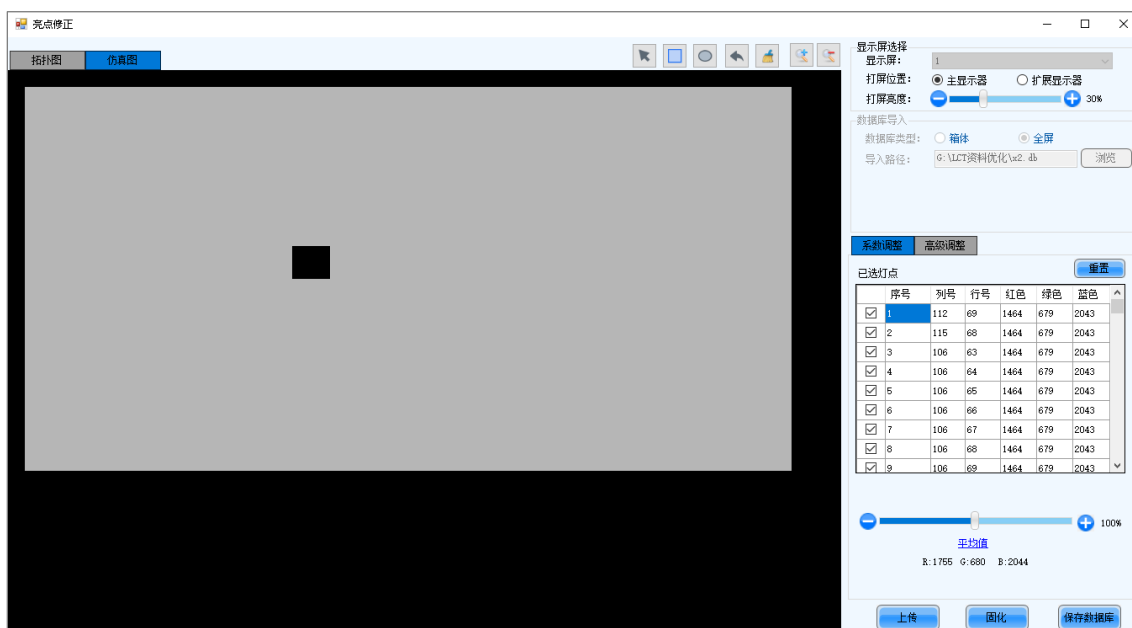 亮点修正
拓扑图 仿真图
显示屏选择
显示屏: 1
打屏位置: 主显示器 扩展显示器
打屏亮度: 30%
数据库导入
数据库类型: 箱体 全屏
导入路径: G:\LCT资料优化\x2.db 浏览
系数调整 高级调整
已选灯点 重置
序号 列号 行号 红色 绿色 蓝色
1 112 69 1464 679 2043
2 115 68 1464 679 2043
3 106 63 1464 679 2043
4 106 64 1464 679 2043
5 106 65 1464 679 2043
6 106 66 1464 679 2043
7 106 67 1464 679 2043
8 106 68 1464 679 2043
9 106 69 1464 679 2043
100%
平均值
R:1755 G:680 B:2044
上传 固化 保存数据库